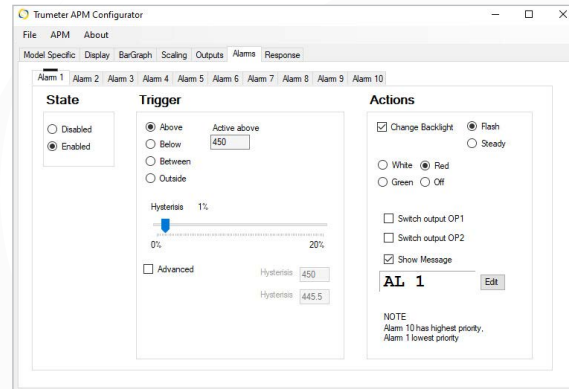 Trumeter APM Configurator
File APM About
Model Specific Display BarGraph Scaling Outputs Alarms Response
Alarm 1 Alarm 2 Alarm 3 Alarm 4 Alarm 5 Alarm 6 Alarm 7 Alarm 8 Alarm 9 Alarm 10
State
Disabled
Enabled
Trigger
Above
Below
Between
Outside
Active above
450
Hysterisis 1%
0% 20%
Advanced
Hysterisis 450
Hysterisis 445.5
Actions
Change Backlight
Flash
Steady
White Red
Green Off
Switch output OP1
Switch output OP2
Show Message
AL 1 Edit
NOTE
Alarm 10 has highest priority,
Alarm 1 lowest priority